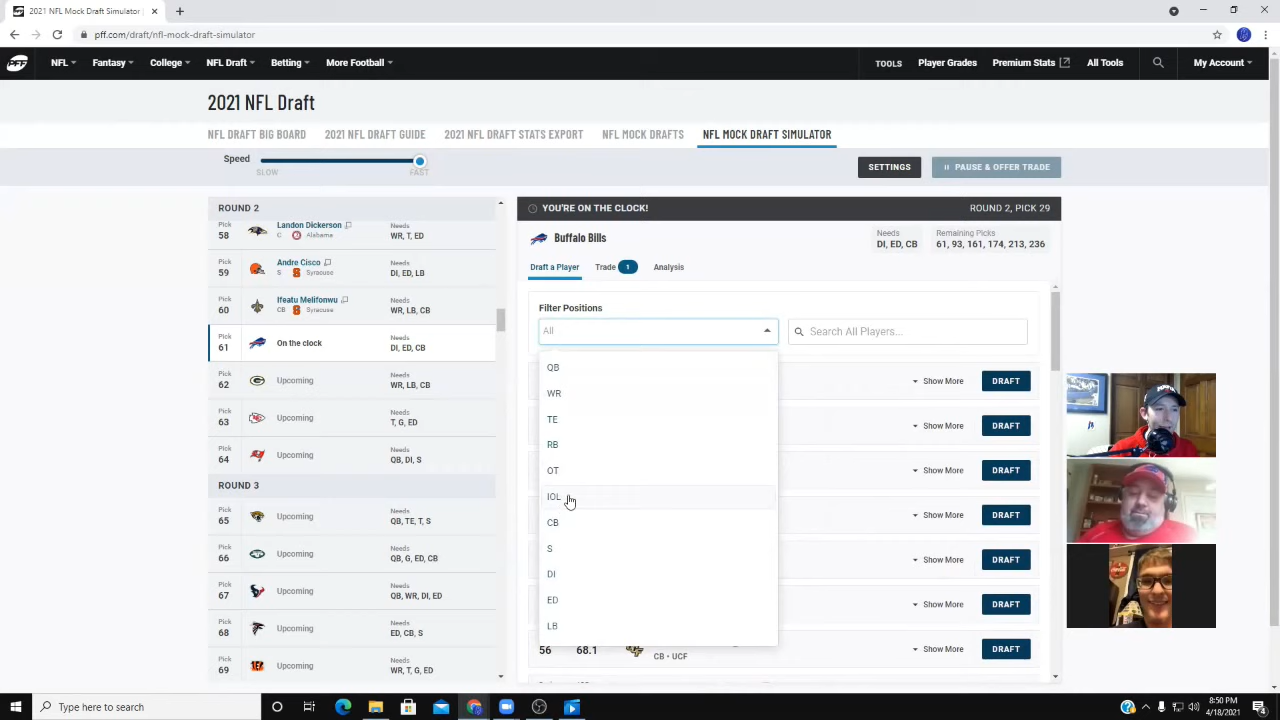 2021 NFL Mock Draft Simulator
pff.com/draft/nfl-mock-draft-simulator
PFF NFL Fantasy College NFL Draft Betting More Football TOOLS Player Grades Premium Stats All Tools My Account
2021 NFL Draft
NFL DRAFT BIG BOARD 2021 NFL DRAFT GUIDE 2021 NFL DRAFT STATS EXPORT NFL MOCK DRAFTS NFL MOCK DRAFT SIMULATOR
Speed
SLOW FAST
SETTINGS PAUSE & OFFER TRADE
ROUND 2
Pick 58 Landon Dickerson C Alabama Needs WR, T, ED
Pick 59 Andre Cisco S Syracuse Needs DI, ED, LB
Pick 60 Ifeatu Melifonwu CB Syracuse Needs WR, LB, CB
Pick 61 On the clock Needs DI, ED, CB
Pick 62 Upcoming Needs WR, LB, CB
Pick 63 Upcoming Needs T, G, ED
Pick 64 Upcoming Needs QB, DI, S
ROUND 3
Pick 65 Upcoming Needs QB, TE, T, S
Pick 66 Upcoming Needs QB, G, ED, CB
Pick 67 Upcoming Needs QB, WR, DI, ED
Pick 68 Upcoming Needs ED, CB, S
Pick 69 Upcoming Needs WR, T, G, ED
YOU'RE ON THE CLOCK! ROUND 2, PICK 29
Buffalo Bills
Needs
DI, ED, CB
Remaining Picks
61, 93, 161, 174, 213, 236
Draft a Player Trade 1 Analysis
Filter Positions
All Search All Players...
QB
WR
TE
RB
OT
IOL
CB
S
DI
ED
LB
Show More DRAFT
Show More DRAFT
Show More DRAFT
Show More DRAFT
Show More DRAFT
Show More DRAFT
56 68.1 CB • UCF Show More DRAFT
Type here to search
8:50 PM
4/18/2021
4